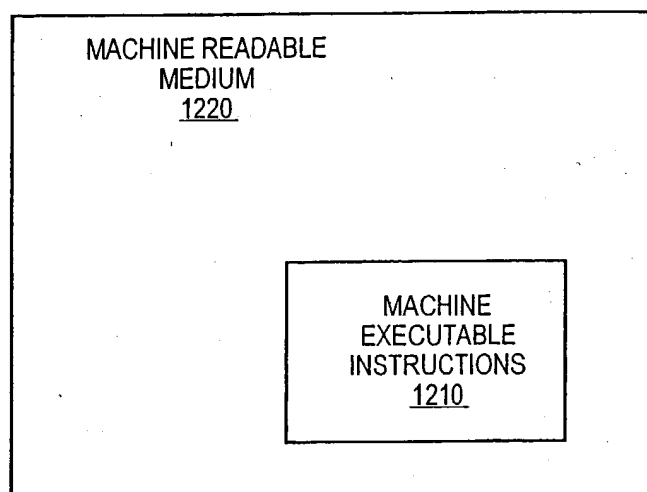 MACHINE READABLE
MEDIUM
1220
MACHINE
EXECUTABLE
INSTRUCTIONS
1210